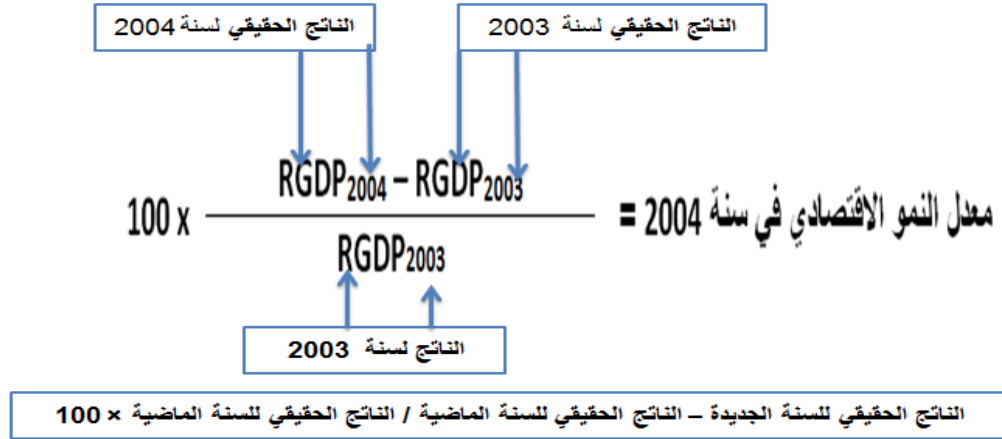 الناتج الحقيقي لسنة 2003
الناتج الحقيقي لسنة 2004
معدل النمو الاقتصادي في سنة 2004 =
RGDP2004 – RGDP2003
100 x
RGDP2003
الناتج لسنة 2003
الناتج الحقيقي للسنة الجديدة – الناتج الحقيقي للسنة الماضية / الناتج الحقيقي للسنة الماضية × 100